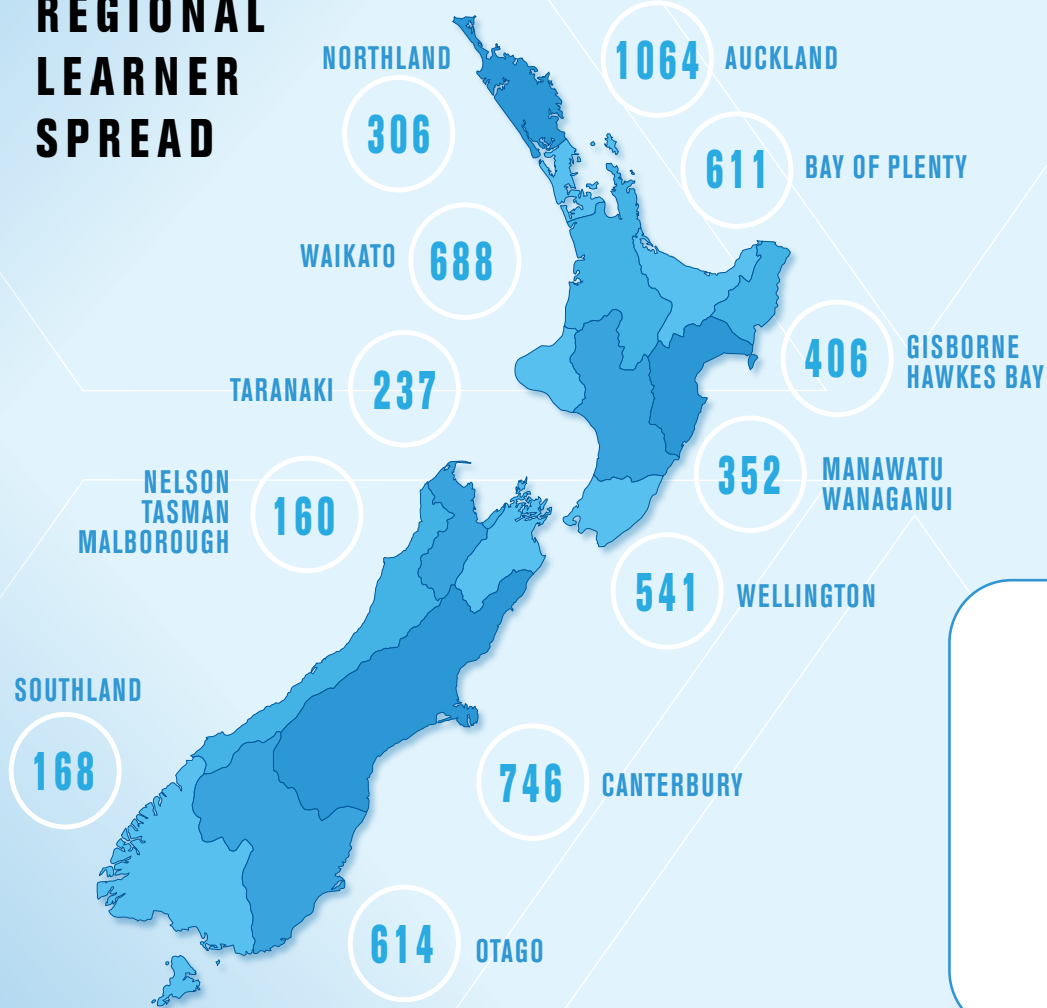 REGIONAL
LEARNER
SPREAD
NORTHLAND
306
1064
AUCKLAND
611
BAY OF PLENTY
WAIKATO
688
406
GISBORNE
HAWKES BAY
TARANAKI
237
352
MANAWATU
WANAGANUI
NELSON
TASMAN
MALBOROUGH
160
541
WELLINGTON
SOUTHLAND
168
746
CANTERBURY
614
OTAGO